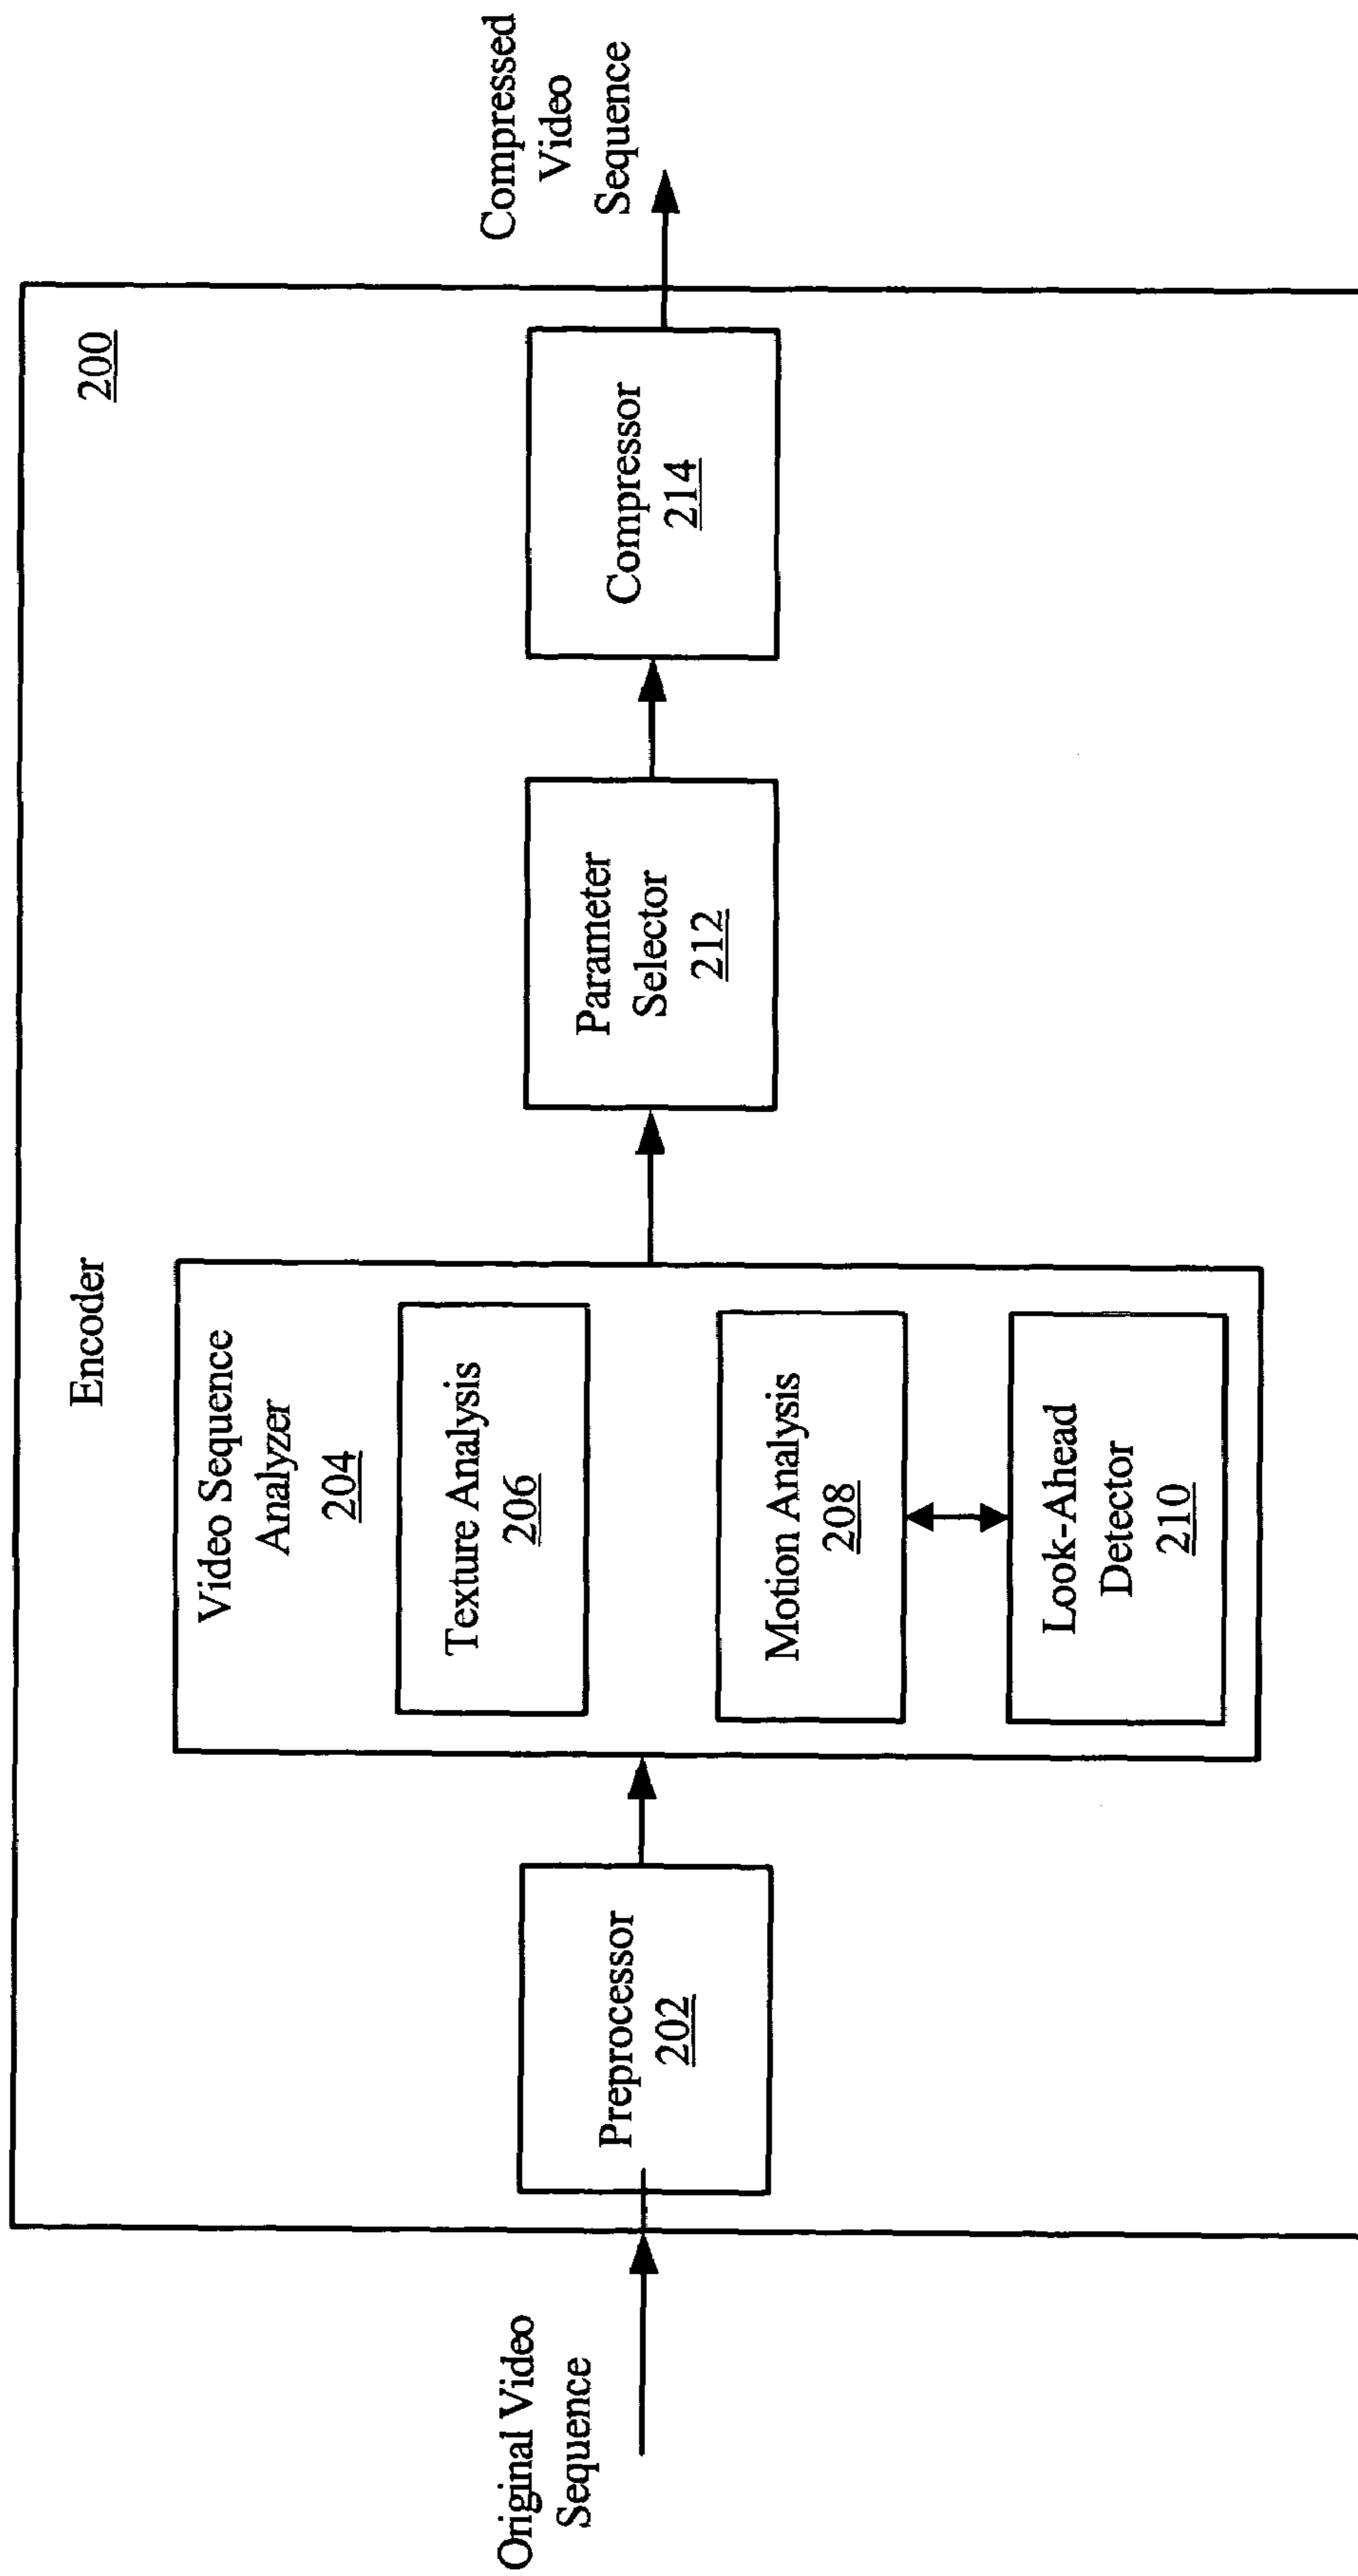 Encoder
200
Original Video
Sequence
Preprocessor
202
Video Sequence
Analyzer
204
Texture Analysis
206
Motion Analysis
208
Look-Ahead
Detector
210
Parameter
Selector
212
Compressor
214
Compressed
Video
Sequence